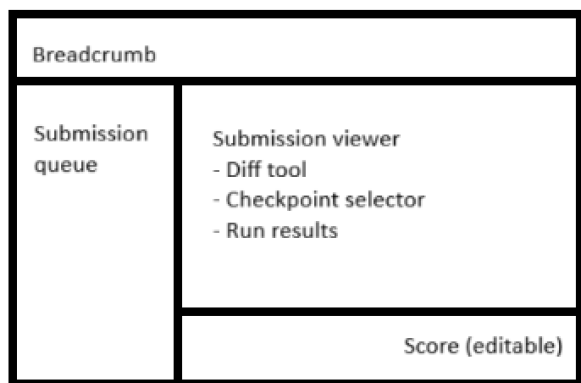 Breadcrumb
Submission
queue
Submission viewer
- Diff tool
- Checkpoint selector
- Run results
Score (editable)